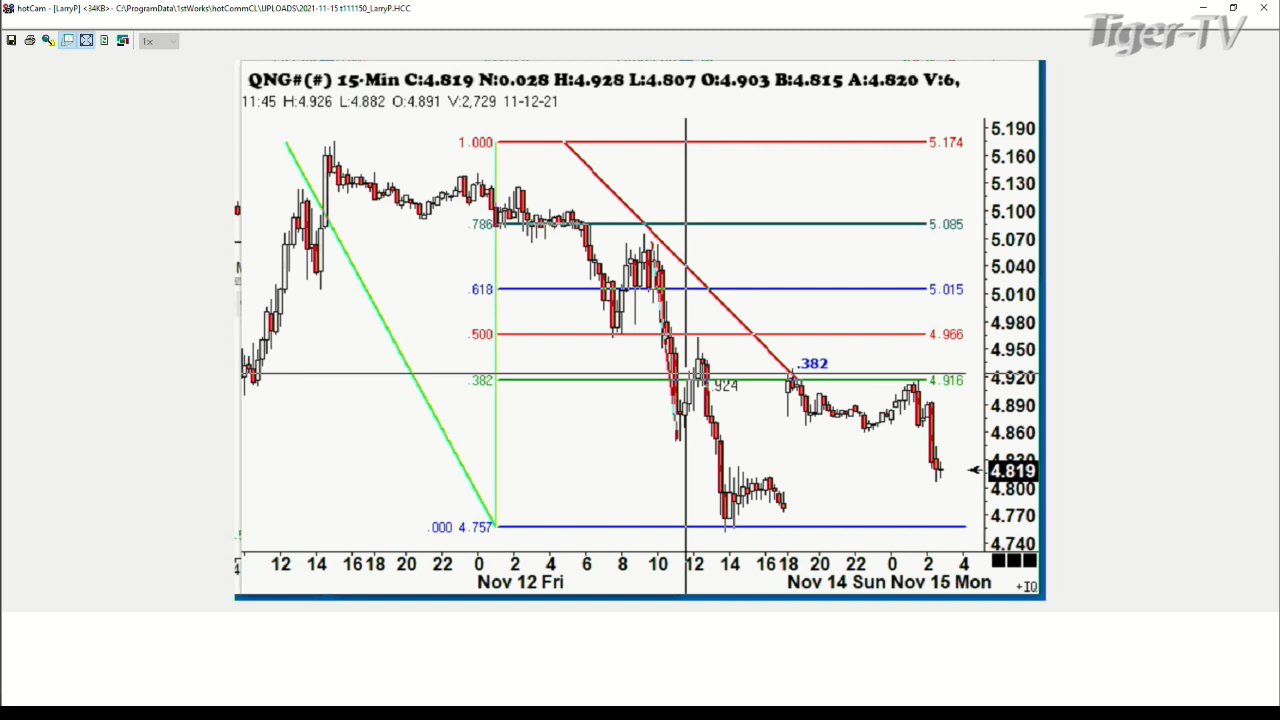 hotCam - [LarryP] <34KB> - C:\ProgramData\1stWorks\hotCommCL\UPLOADS\2021-11-15 t111150_LarryP.HCC
Tiger-TV
1x
QNG#(#) 15-Min C:4.819 N:0.028 H:4.928 L:4.807 O:4.903 B:4.815 A:4.820 V:6,
11:45 H:4.926 L:4.882 O:4.891 V:2,729 11-12-21
5.190
1.000 5.174
5.160
5.130
5.100
.786 5.085
5.070
5.040
.618 5.015
5.010
4.980
.500 4.966
4.950
.382
4.920
.382 .924 4.916
4.890
4.860
4.830
4.819
4.800
4.770
.000 4.757
4.740
12 14 16 18 20 22 0 2 4 6 8 10 12 14 16 18 20 22 0 2 4
Nov 12 Fri Nov 14 Sun Nov 15 Mon
+IQ